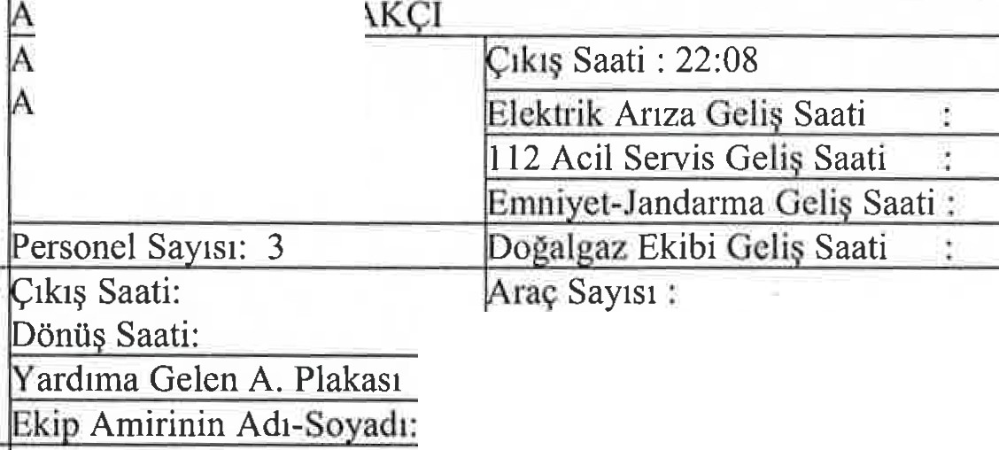 A AKÇI
A
Çıkış Saati : 22:08
A
Elektrik Arıza Geliş Saati :
112 Acil Servis Geliş Saati :
Emniyet-Jandarma Geliş Saati :
Personel Sayısı: 3
Doğalgaz Ekibi Geliş Saati :
Çıkış Saati:
Araç Sayısı :
Dönüş Saati:
Yardıma Gelen A. Plakası
Ekip Amirinin Adı-Soyadı: